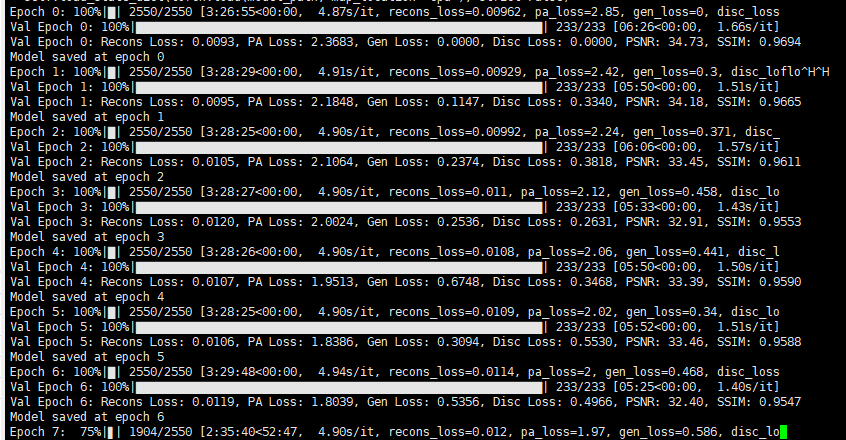 Epoch 0: 100%|█| 2550/2550 [3:26:55<00:00,  4.87s/it, recons_loss=0.00962, pa_loss=2.85, gen_loss=0, disc_loss
Val Epoch 0: 100%|█| 233/233 [06:26<00:00,  1.66s/it]
Val Epoch 0: Recons Loss: 0.0093, PA Loss: 2.3683, Gen Loss: 0.0000, Disc Loss: 0.0000, PSNR: 34.73, SSIM: 0.9694
Model saved at epoch 0
Epoch 1: 100%|█| 2550/2550 [3:28:29<00:00,  4.91s/it, recons_loss=0.00929, pa_loss=2.42, gen_loss=0.3, disc_loflo^H^H
Val Epoch 1: 100%|█| 233/233 [05:50<00:00,  1.51s/it]
Val Epoch 1: Recons Loss: 0.0095, PA Loss: 2.1848, Gen Loss: 0.1147, Disc Loss: 0.3340, PSNR: 34.18, SSIM: 0.9665
Model saved at epoch 1
Epoch 2: 100%|█| 2550/2550 [3:28:25<00:00,  4.90s/it, recons_loss=0.00992, pa_loss=2.24, gen_loss=0.371, disc_
Val Epoch 2: 100%|█| 233/233 [06:06<00:00,  1.57s/it]
Val Epoch 2: Recons Loss: 0.0105, PA Loss: 2.1064, Gen Loss: 0.2374, Disc Loss: 0.3818, PSNR: 33.45, SSIM: 0.9611
Model saved at epoch 2
Epoch 3: 100%|█| 2550/2550 [3:28:27<00:00,  4.90s/it, recons_loss=0.011, pa_loss=2.12, gen_loss=0.458, disc_lo
Val Epoch 3: 100%|█| 233/233 [05:33<00:00,  1.43s/it]
Val Epoch 3: Recons Loss: 0.0120, PA Loss: 2.0024, Gen Loss: 0.2536, Disc Loss: 0.2631, PSNR: 32.91, SSIM: 0.9553
Model saved at epoch 3
Epoch 4: 100%|█| 2550/2550 [3:28:26<00:00,  4.90s/it, recons_loss=0.0108, pa_loss=2.06, gen_loss=0.441, disc_l
Val Epoch 4: 100%|█| 233/233 [05:50<00:00,  1.50s/it]
Val Epoch 4: Recons Loss: 0.0107, PA Loss: 1.9513, Gen Loss: 0.6748, Disc Loss: 0.3468, PSNR: 33.39, SSIM: 0.9590
Model saved at epoch 4
Epoch 5: 100%|█| 2550/2550 [3:28:25<00:00,  4.90s/it, recons_loss=0.0109, pa_loss=2.02, gen_loss=0.34, disc_lo
Val Epoch 5: 100%|█| 233/233 [05:52<00:00,  1.51s/it]
Val Epoch 5: Recons Loss: 0.0106, PA Loss: 1.8386, Gen Loss: 0.3094, Disc Loss: 0.5530, PSNR: 33.46, SSIM: 0.9588
Model saved at epoch 5
Epoch 6: 100%|█| 2550/2550 [3:29:48<00:00,  4.94s/it, recons_loss=0.0114, pa_loss=2, gen_loss=0.468, disc_loss
Val Epoch 6: 100%|█| 233/233 [05:25<00:00,  1.40s/it]
Val Epoch 6: Recons Loss: 0.0119, PA Loss: 1.8039, Gen Loss: 0.5356, Disc Loss: 0.4966, PSNR: 32.40, SSIM: 0.9547
Model saved at epoch 6
Epoch 7:  75%|█| 1904/2550 [2:35:40<52:47,  4.90s/it, recons_loss=0.012, pa_loss=1.97, gen_loss=0.586, disc_lo